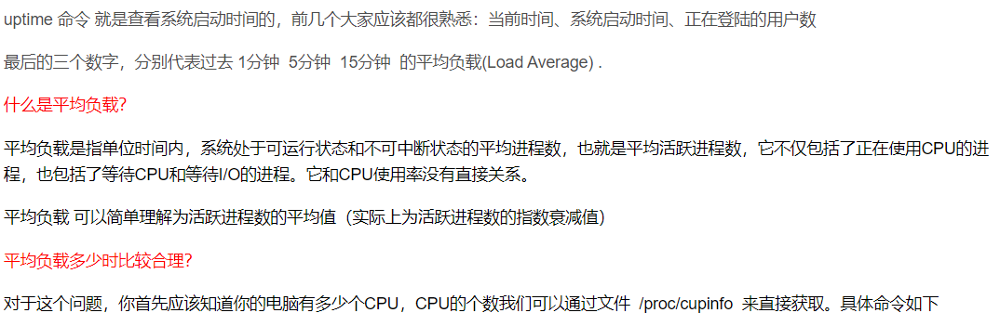 uptime 命令 就是查看系统启动时间的，前几个大家应该都很熟悉：当前时间、系统启动时间、正在登陆的用户数
最后的三个数字，分别代表过去 1分钟  5分钟  15分钟  的平均负载(Load Average) .
什么是平均负载？
平均负载是指单位时间内，系统处于可运行状态和不可中断状态的平均进程数，也就是平均活跃进程数，它不仅包括了正在使用CPU的进
程，也包括了等待CPU和等待I/O的进程。它和CPU使用率没有直接关系。
平均负载 可以简单理解为活跃进程数的平均值（实际上为活跃进程数的指数衰减值）
平均负载多少时比较合理？
对于这个问题，你首先应该知道你的电脑有多少个CPU，CPU的个数我们可以通过文件  /proc/cupinfo  来直接获取。具体命令如下